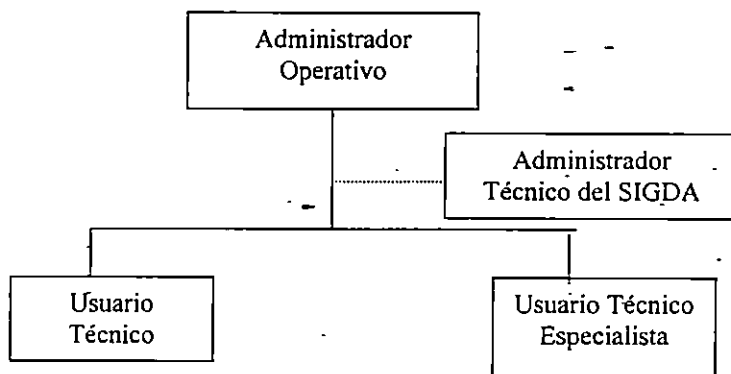 Administrador
Operativo
Administrador
Técnico del SIGDA
Usuario
Técnico
Usuario Técnico
Especialista